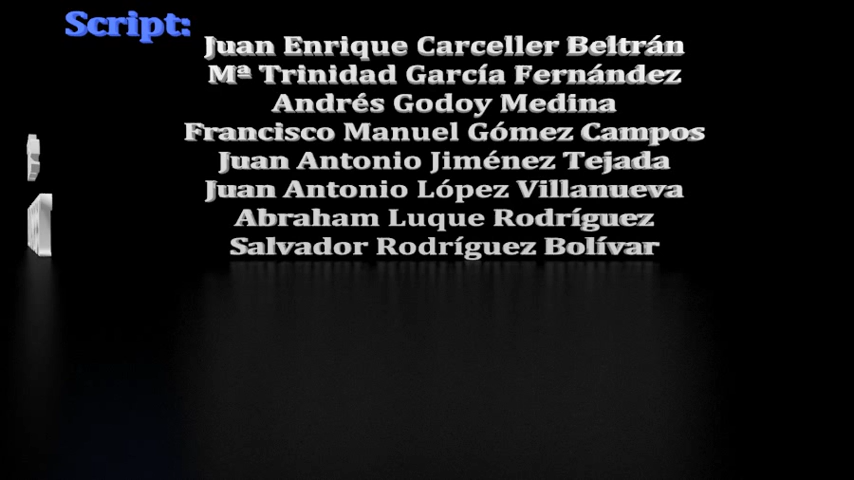 Script:
Juan Enrique Carceller Beltrán
Mª Trinidad García Fernández
Andrés Godoy Medina
Francisco Manuel Gómez Campos
Juan Antonio Jiménez Tejada
Juan Antonio López Villanueva
Abraham Luque Rodríguez
Salvador Rodríguez Bolívar